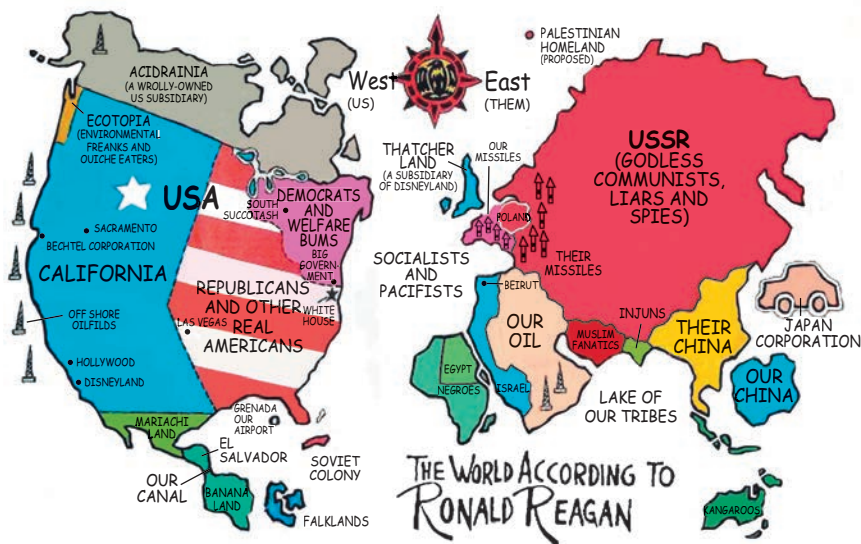 ACIDRAINIA
(A WROLLY-OWNED
US SUBSIDIARY)
ECOTOPIA
(ENVIRONMENTAL
FREAKS AND
OUICHE EATERS)
USA
SACRAMENTO
BECHTEL CORPORATION
CALIFORNIA
OFF SHORE
OILFILDS
HOLLYWOOD
DISNEYLAND
SOUTH
SUCCOTASH
DEMOCRATS
AND
WELFARE
BUMS
BIG
GOVERN-
MENT
REPUBLICANS
AND OTHER
REAL
AMERICANS
WHITE
HOUSE
LAS VEGAS
MARIACHI
LAND
GRENADA
OUR
AIRPORT
EL
SALVADOR
SOVIET
COLONY
OUR
CANAL
BANANA
LAND
FALKLANDS
West
(US)
East
(THEM)
PALESTINIAN
HOMELAND
(PROPOSED)
THATCHER
LAND
(A SUBSIDIARY
OF DISNEYLAND)
OUR
MISSILES
POLAND
USSR
(GODLESS
COMMUNISTS,
LIARS AND
SPIES)
THEIR
MISSILES
SOCIALISTS
AND
PACIFISTS
BEIRUT
OUR
OIL
MUSLIM
FANATICS
INJUNS
THEIR
CHINA
JAPAN
CORPORATION
OUR
CHINA
EGYPT
NEGROES
ISRAEL
LAKE OF
OUR TRIBES
KANGAROOS
THE WORLD ACCORDING TO
RONALD REAGAN